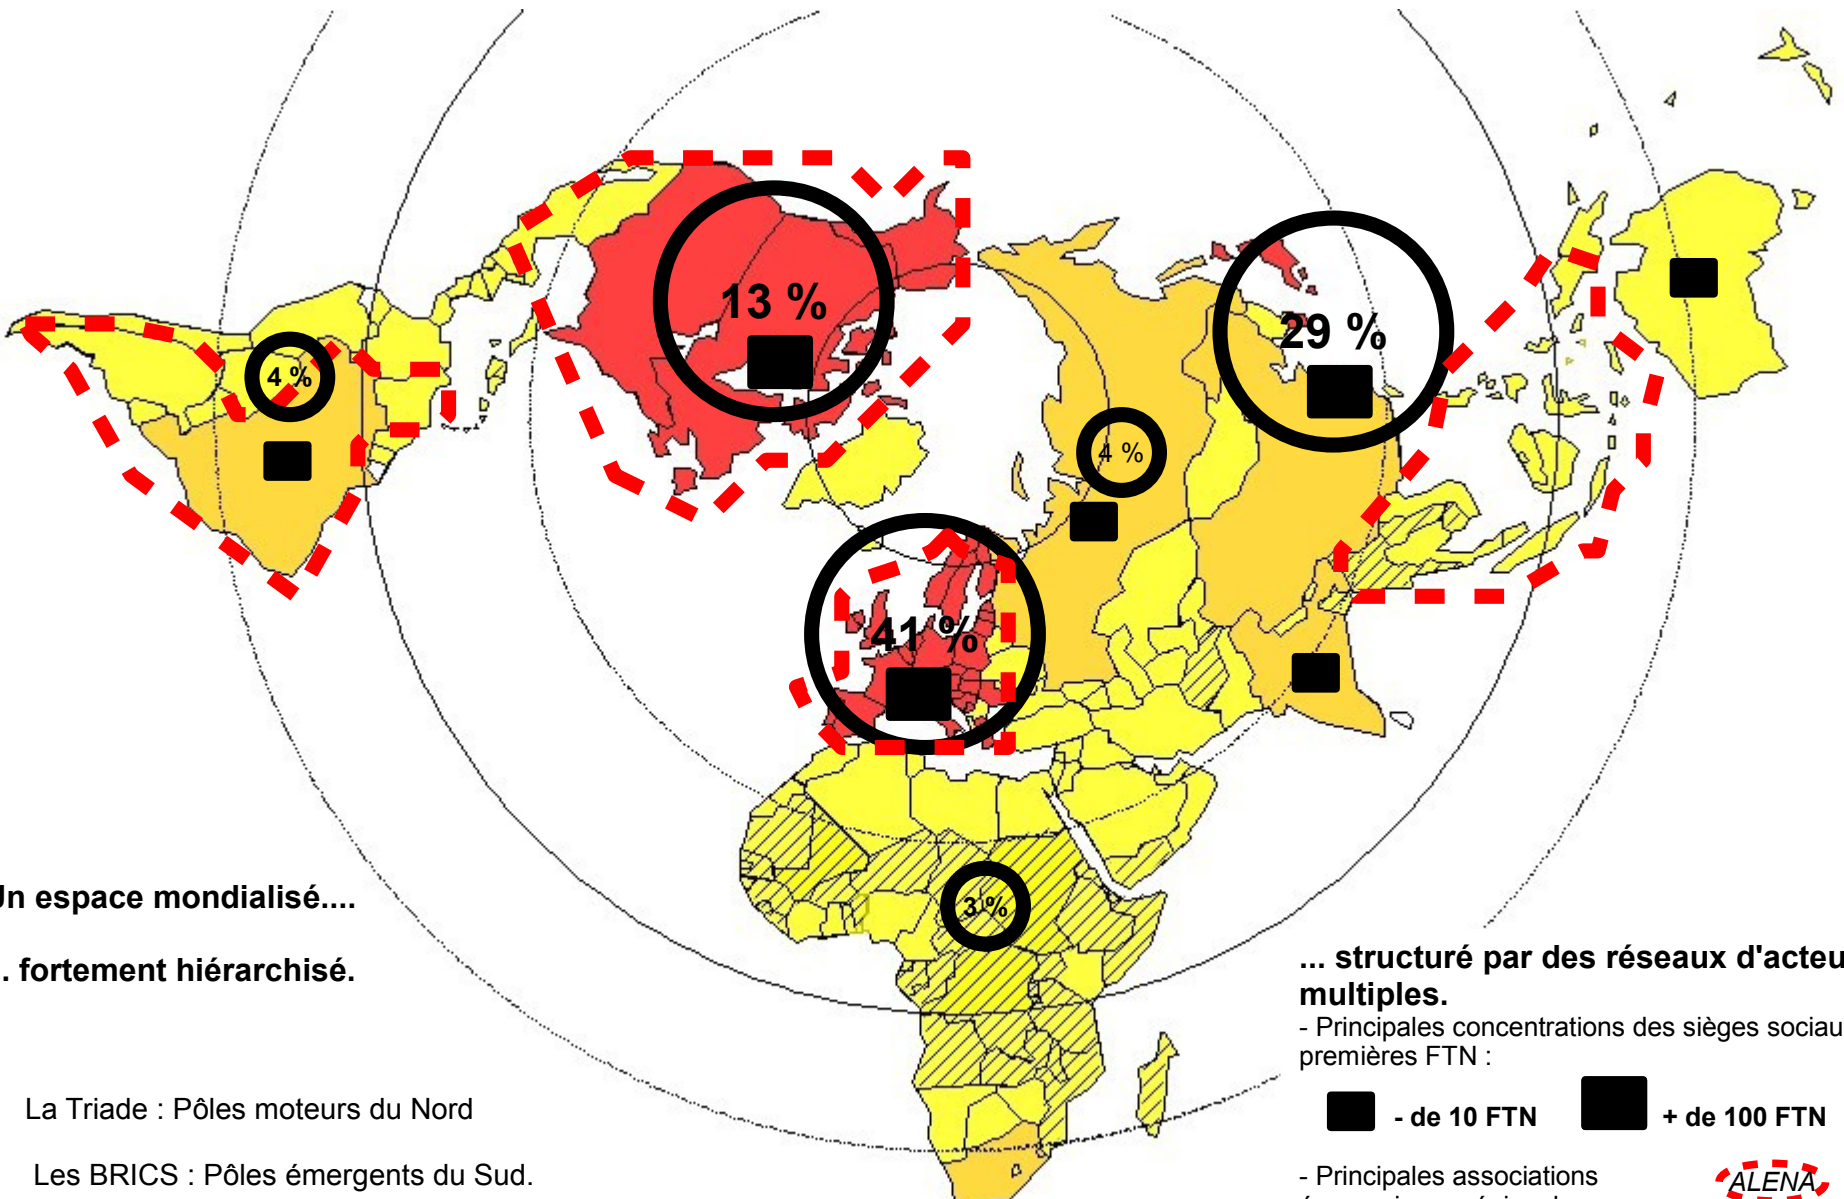 13 %
29 %
4 %
4 %
41 %
3 %
Un espace mondialisé....
.. fortement hiérarchisé.
La Triade : Pôles moteurs du Nord
Les BRICS : Pôles émergents du Sud.
... structuré par des réseaux d'acteu
multiples.
- Principales concentrations des sièges sociau
premières FTN :
- de 10 FTN + de 100 FTN
- Principales associations
ALENA